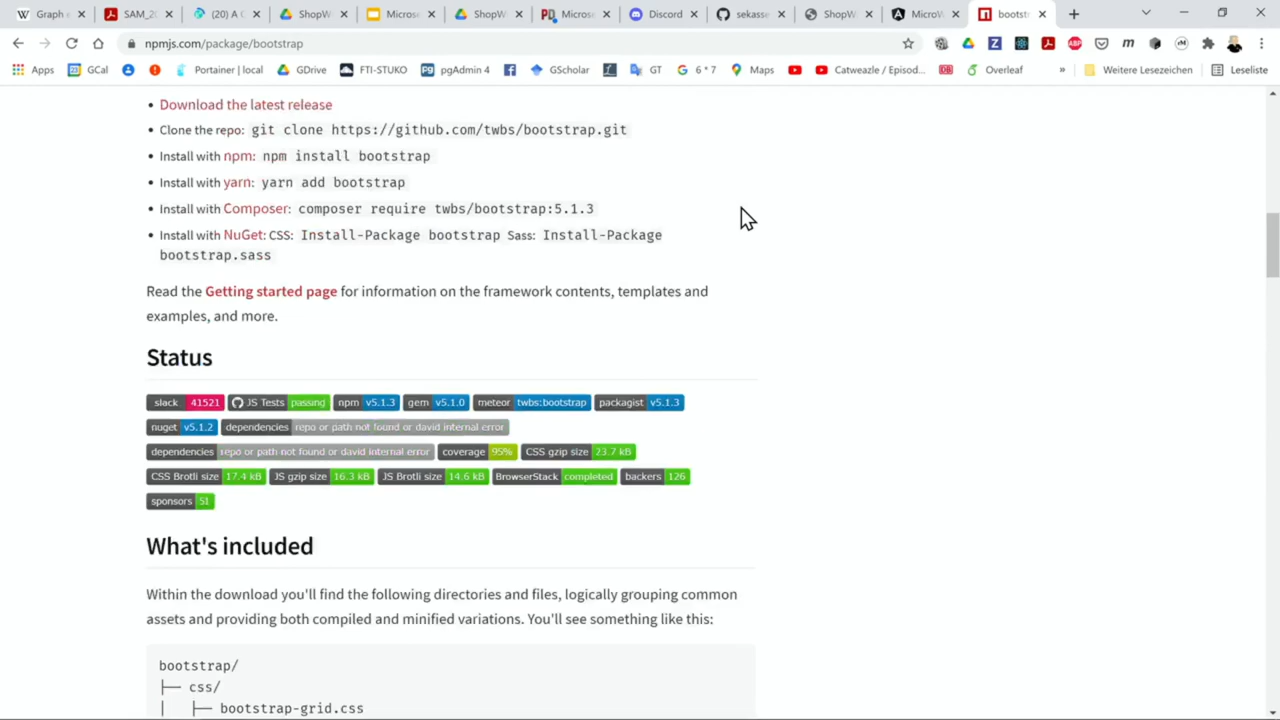 Graph e
SAM_20
(20) A C
ShopW
Microse
ShopW
Microse
Discord
sekasse
ShopW
MicroW
bootst
npmjs.com/package/bootstrap
Apps
GCal
Portainer | local
GDrive
FTI-STUKO
pgAdmin 4
GScholar
GT
6 * 7
Maps
Catweazle / Episod...
Overleaf
»
Weitere Lesezeichen
Leseliste
• Download the latest release
• Clone the repo: git clone https://github.com/twbs/bootstrap.git
• Install with npm: npm install bootstrap
• Install with yarn: yarn add bootstrap
• Install with Composer: composer require twbs/bootstrap:5.1.3
• Install with NuGet: CSS: Install-Package bootstrap Sass: Install-Package
bootstrap.sass
Read the Getting started page for information on the framework contents, templates and
examples, and more.
Status
slack 41521 JS Tests passing npm v5.1.3 gem v5.1.0 meteor twbs:bootstrap packagist v5.1.3
nuget v5.1.2 dependencies repo or path not found or david internal error
dependencies repo or path not found or david internal error coverage 95% CSS gzip size 23.7 kB
CSS Brotli size 17.4 kB JS gzip size 16.3 kB JS Brotli size 14.6 kB BrowserStack completed backers 126
sponsors 51
What's included
Within the download you'll find the following directories and files, logically grouping common
assets and providing both compiled and minified variations. You'll see something like this:
bootstrap/
├── css/
│ ├── bootstrap-grid.css